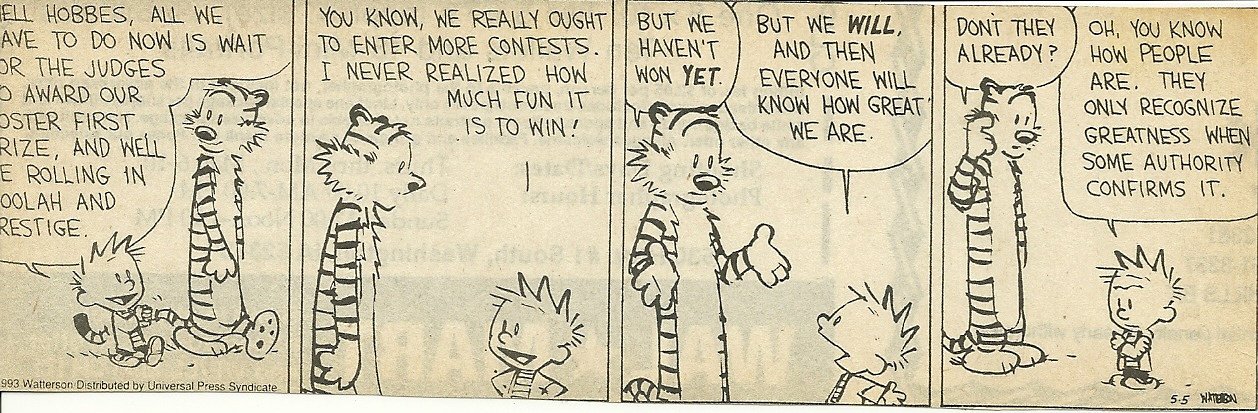 ELL HOBBES, ALL WE
AVE TO DO NOW IS WAIT
OR THE JUDGES
O AWARD OUR
OSTER FIRST
RIZE, AND WE'LL
E ROLLING IN
OOLAH AND
RESTIGE.
993 Watterson/Distributed by Universal Press Syndicate
YOU KNOW, WE REALLY OUGHT
TO ENTER MORE CONTESTS.
I NEVER REALIZED HOW
MUCH FUN IT
IS TO WIN!
BUT WE
HAVEN'T
WON YET.
BUT WE WILL,
AND THEN
EVERYONE WILL
KNOW HOW GREAT
WE ARE.
DON'T THEY
ALREADY?
OH, YOU KNOW
HOW PEOPLE
ARE. THEY
ONLY RECOGNIZE
GREATNESS WHEN
SOME AUTHORITY
CONFIRMS IT.
5-5 WATTERSON